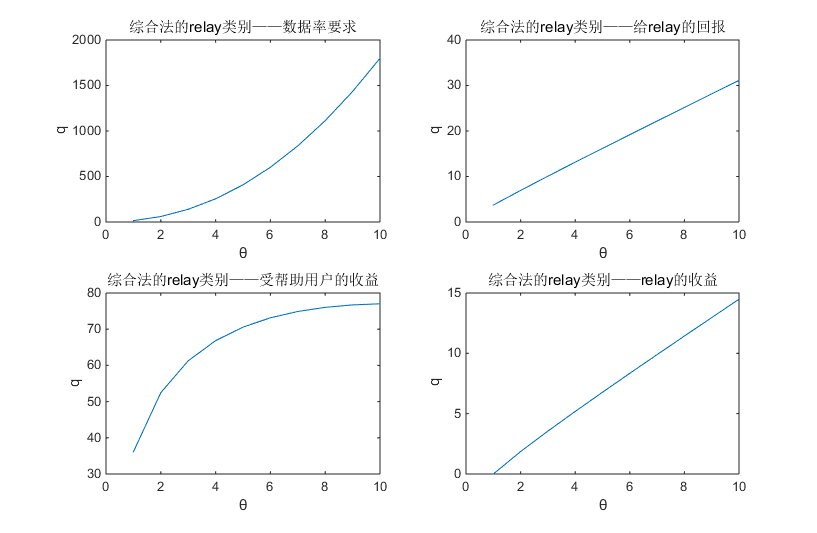 综合法的relay类别——数据率要求
2000
1500
1000
500
0
q
0 2 4 6 8 10
θ
综合法的relay类别——给relay的回报
40
30
20
10
0
q
0 2 4 6 8 10
θ
综合法的relay类别——受帮助用户的收益
80
70
60
50
40
30
q
0 2 4 6 8 10
θ
综合法的relay类别——relay的收益
15
10
5
0
q
0 2 4 6 8 10
θ